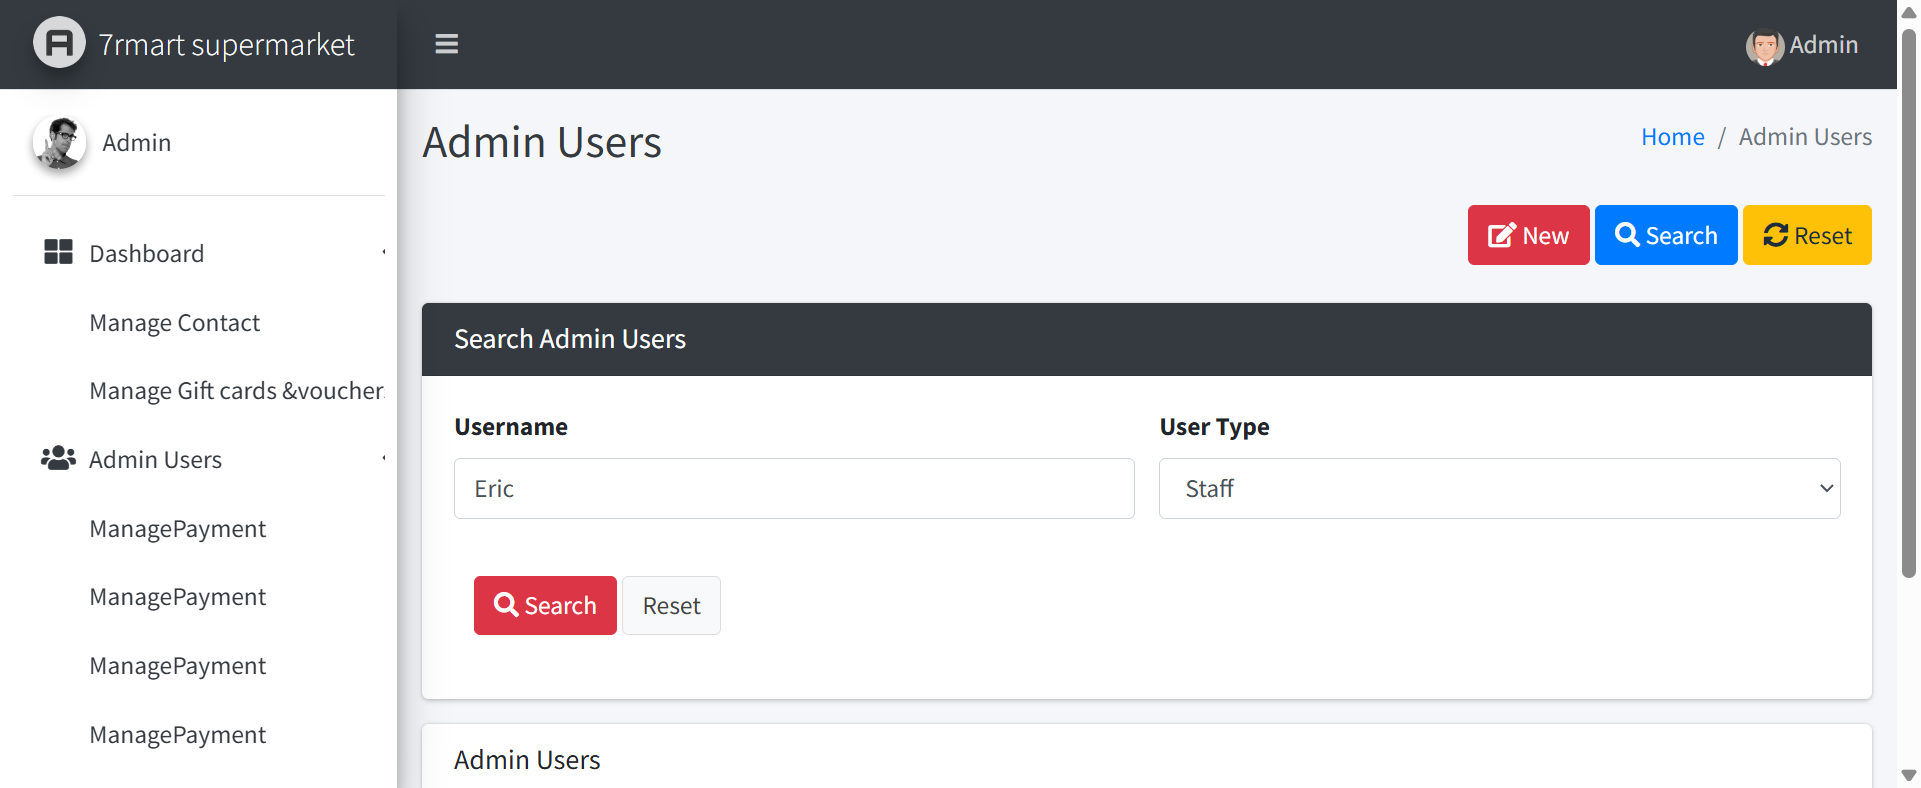 7rmart supermarket
Admin
Admin
Admin Users
Home / Admin Users
New
Search
Reset
Dashboard
Manage Contact
Manage Gift cards &voucher
Admin Users
ManagePayment
ManagePayment
ManagePayment
ManagePayment
Search Admin Users
Username
User Type
Eric
Staff
Search
Reset
Admin Users